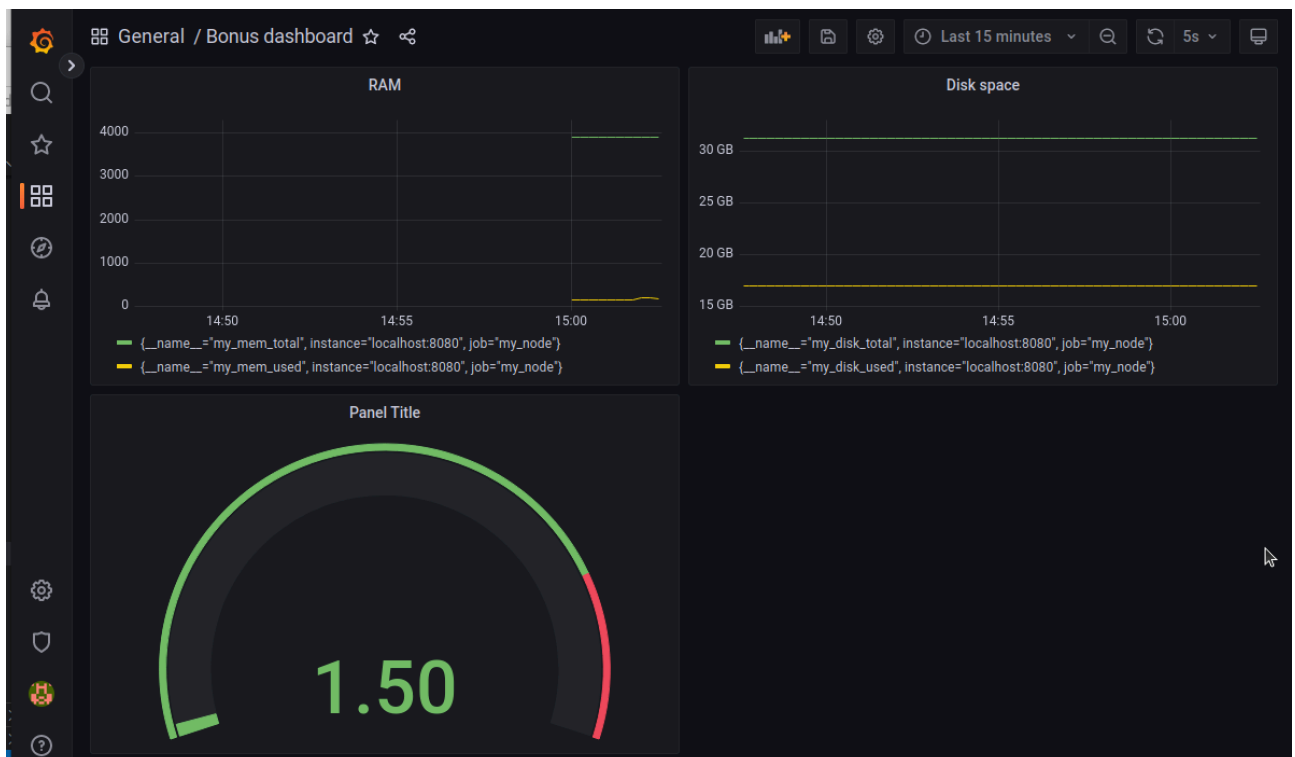 General / Bonus dashboard
Last 15 minutes
5s
RAM
4000
3000
2000
1000
0
14:50 14:55 15:00
{__name__="my_mem_total", instance="localhost:8080", job="my_node"}
{__name__="my_mem_used", instance="localhost:8080", job="my_node"}
Disk space
30 GB
25 GB
20 GB
15 GB
14:50 14:55 15:00
{__name__="my_disk_total", instance="localhost:8080", job="my_node"}
{__name__="my_disk_used", instance="localhost:8080", job="my_node"}
Panel Title
1.50